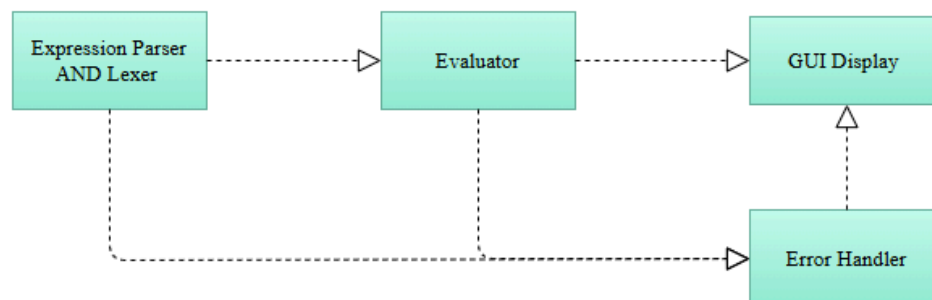 Expression Parser
AND Lexer
Evaluator
GUI Display
Error Handler